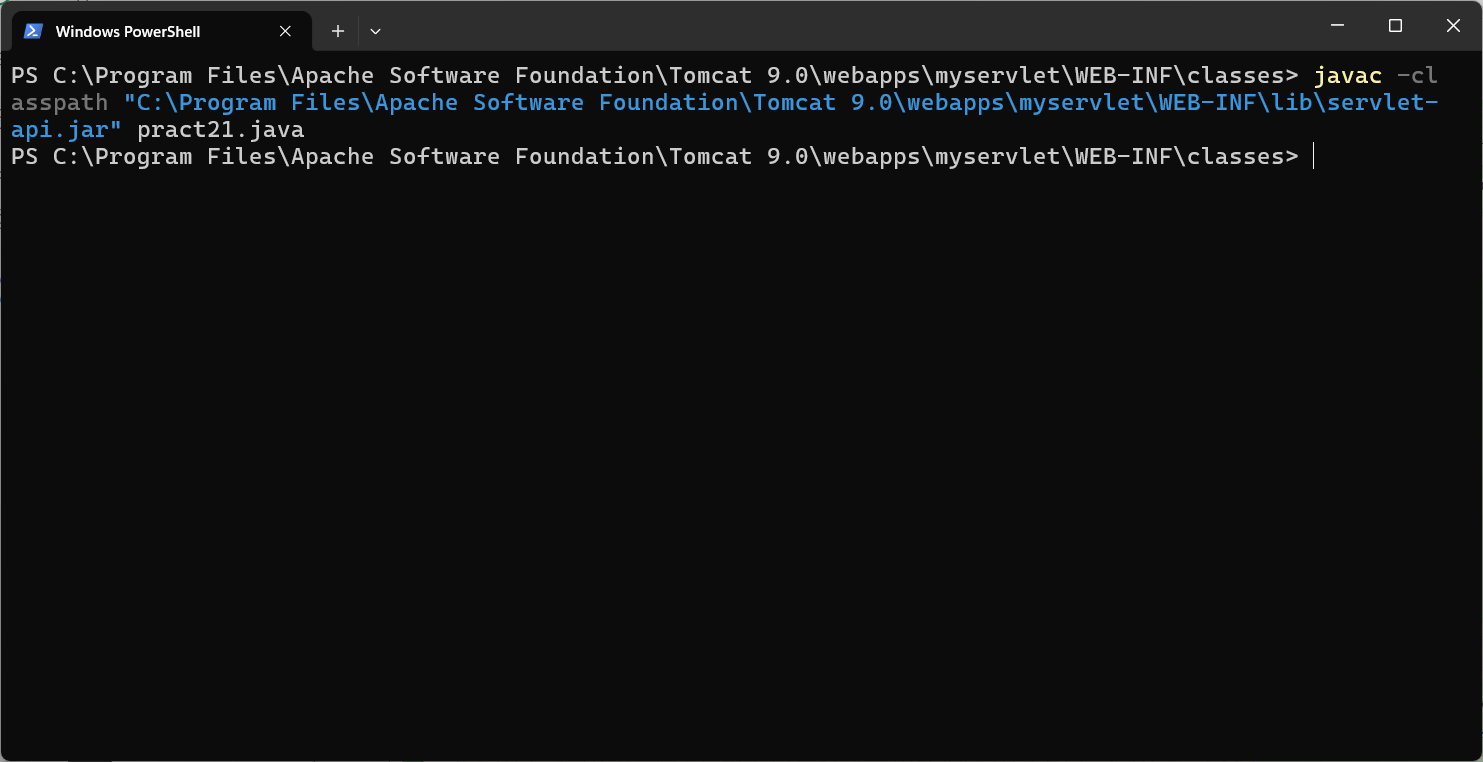 Windows PowerShell
PS C:\Program Files\Apache Software Foundation\Tomcat 9.0\webapps\myservlet\WEB-INF\classes> javac -cl
asspath "C:\Program Files\Apache Software Foundation\Tomcat 9.0\webapps\myservlet\WEB-INF\lib\servlet-
api.jar" pract21.java
PS C:\Program Files\Apache Software Foundation\Tomcat 9.0\webapps\myservlet\WEB-INF\classes>